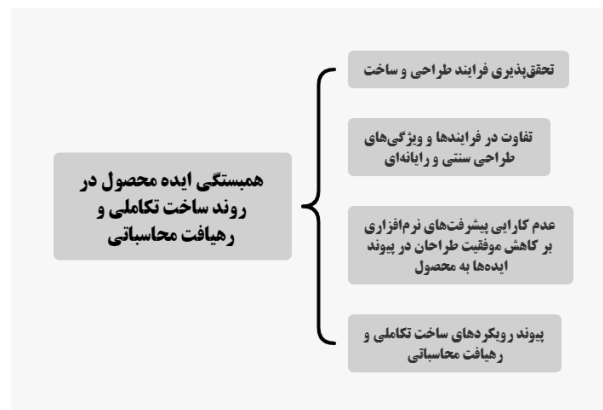 تحقق‌پذیری فرایند طراحی و ساخت
تفاوت در فرایندها و ویژگی‌های
طراحی سنتی و رایانه‌ای
همبستگی ایده محصول در
روند ساخت تکاملی و
رهیافت محاسباتی
عدم کارایی پیشرفت‌های نرم‌افزاری
بر کاهش موفقیت طراحان در پیوند
ایده‌ها به محصول
پیوند رویکردهای ساخت تکاملی و
رهیافت محاسباتی